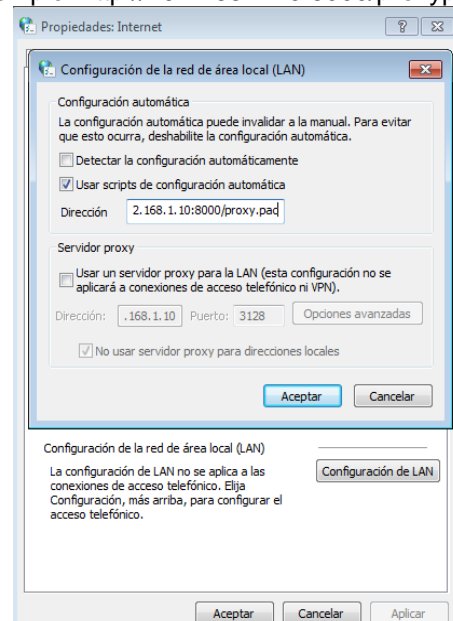 Propiedades: Internet
Configuración de la red de área local (LAN)
Configuración automática
La configuración automática puede invalidar a la manual. Para evitar
que esto ocurra, deshabilite la configuración automática.
Detectar la configuración automáticamente
Usar scripts de configuración automática
Dirección 2.168.1.10:8000/proxy.pac
Servidor proxy
Usar un servidor proxy para la LAN (esta configuración no se
aplicará a conexiones de acceso telefónico ni VPN).
Dirección: .168.1.10 Puerto: 3128 Opciones avanzadas
No usar servidor proxy para direcciones locales
Aceptar Cancelar
Configuración de la red de área local (LAN)
La configuración de LAN no se aplica a las
conexiones de acceso telefónico. Elija
Configuración, más arriba, para configurar el
acceso telefónico.
Configuración de LAN
Aceptar Cancelar Aplicar